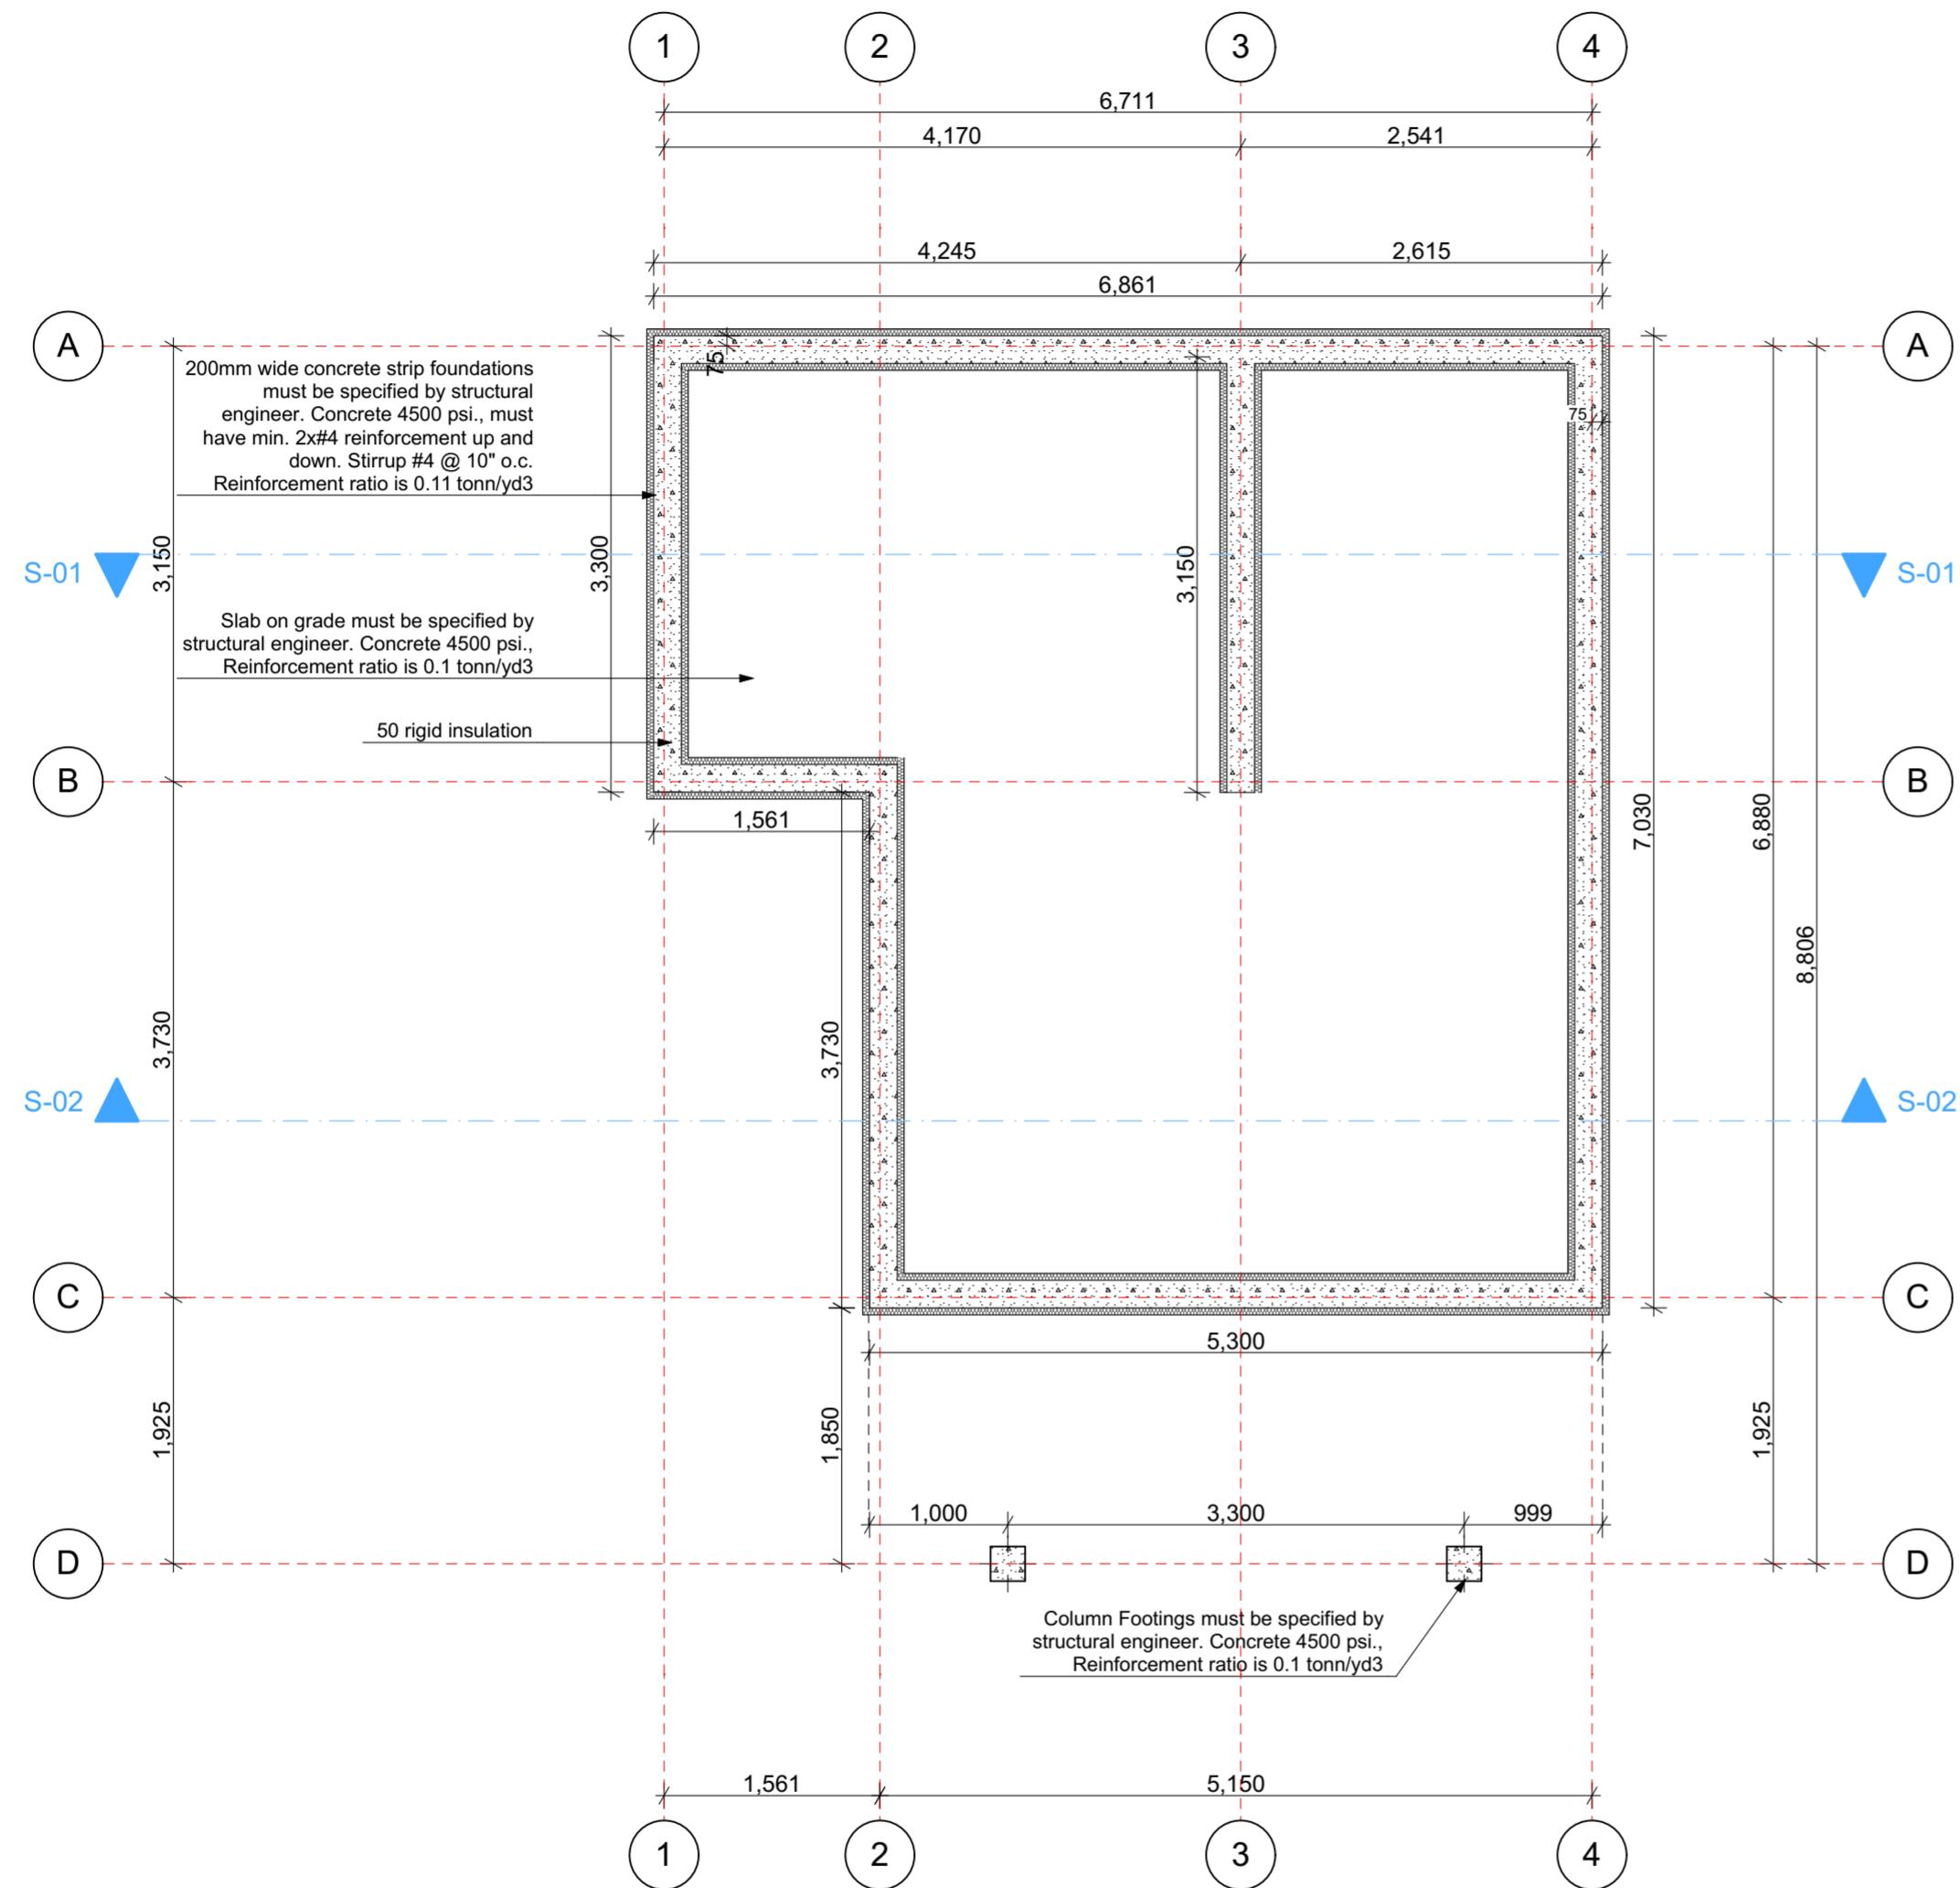 1 2 3 4
6,711
4,170 2,541
4,245 2,615
6,861
A A
75
200mm wide concrete strip foundations
must be specified by structural
engineer. Concrete 4500 psi., must
have min. 2x#4 reinforcement up and
down. Stirrup #4 @ 10" o.c.
Reinforcement ratio is 0.11 tonn/yd3
75
3,150
3,300
3,150
S-01 S-01
Slab on grade must be specified by
structural engineer. Concrete 4500 psi.,
Reinforcement ratio is 0.1 tonn/yd3
50 rigid insulation
B B
1,561
7,030
6,880
8,806
3,730
3,730
S-02 S-02
C C
5,300
1,925
1,850
1,925
1,000 3,300 999
D D
Column Footings must be specified by
structural engineer. Concrete 4500 psi.,
Reinforcement ratio is 0.1 tonn/yd3
1,561 5,150
1 2 3 4